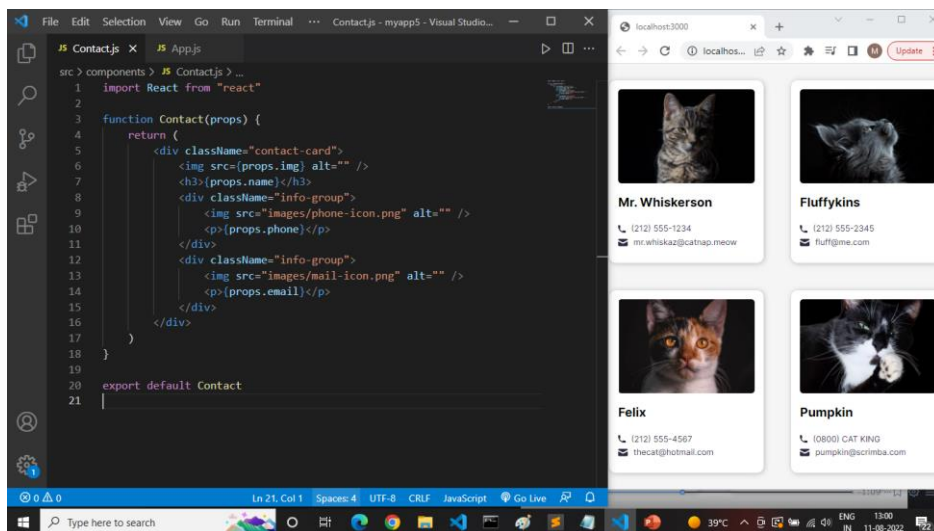 File Edit Selection View Go Run Terminal ··· Contact.js - myapp5 - Visual Studio...
JS Contact.js × JS App.js
src > components > JS Contact.js > ...
1 import React from "react"
2
3 function Contact(props) {
4 return (
5 <div className="contact-card">
6 <img src={props.img} alt="" />
7 <h3>{props.name}</h3>
8 <div className="info-group">
9 <img src="images/phone-icon.png" alt="" />
10 <p>{props.phone}</p>
11 </div>
12 <div className="info-group">
13 <img src="images/mail-icon.png" alt="" />
14 <p>{props.email}</p>
15 </div>
16 </div>
17 )
18 }
19
20 export default Contact
21
1
0 0 Ln 21, Col 1 Spaces: 4 UTF-8 CRLF JavaScript Go Live
localhost:3000
localhos... M Update
Mr. Whiskerson
(212) 555-1234
mr.whiskaz@catnap.meow
Fluffykins
(212) 555-2345
fluff@me.com
Felix
(212) 555-4567
thecat@hotmail.com
Pumpkin
(0800) CAT KING
pumpkin@scrimba.com
Type here to search
39°C
ENG
IN
13:00
11-08-2022
22